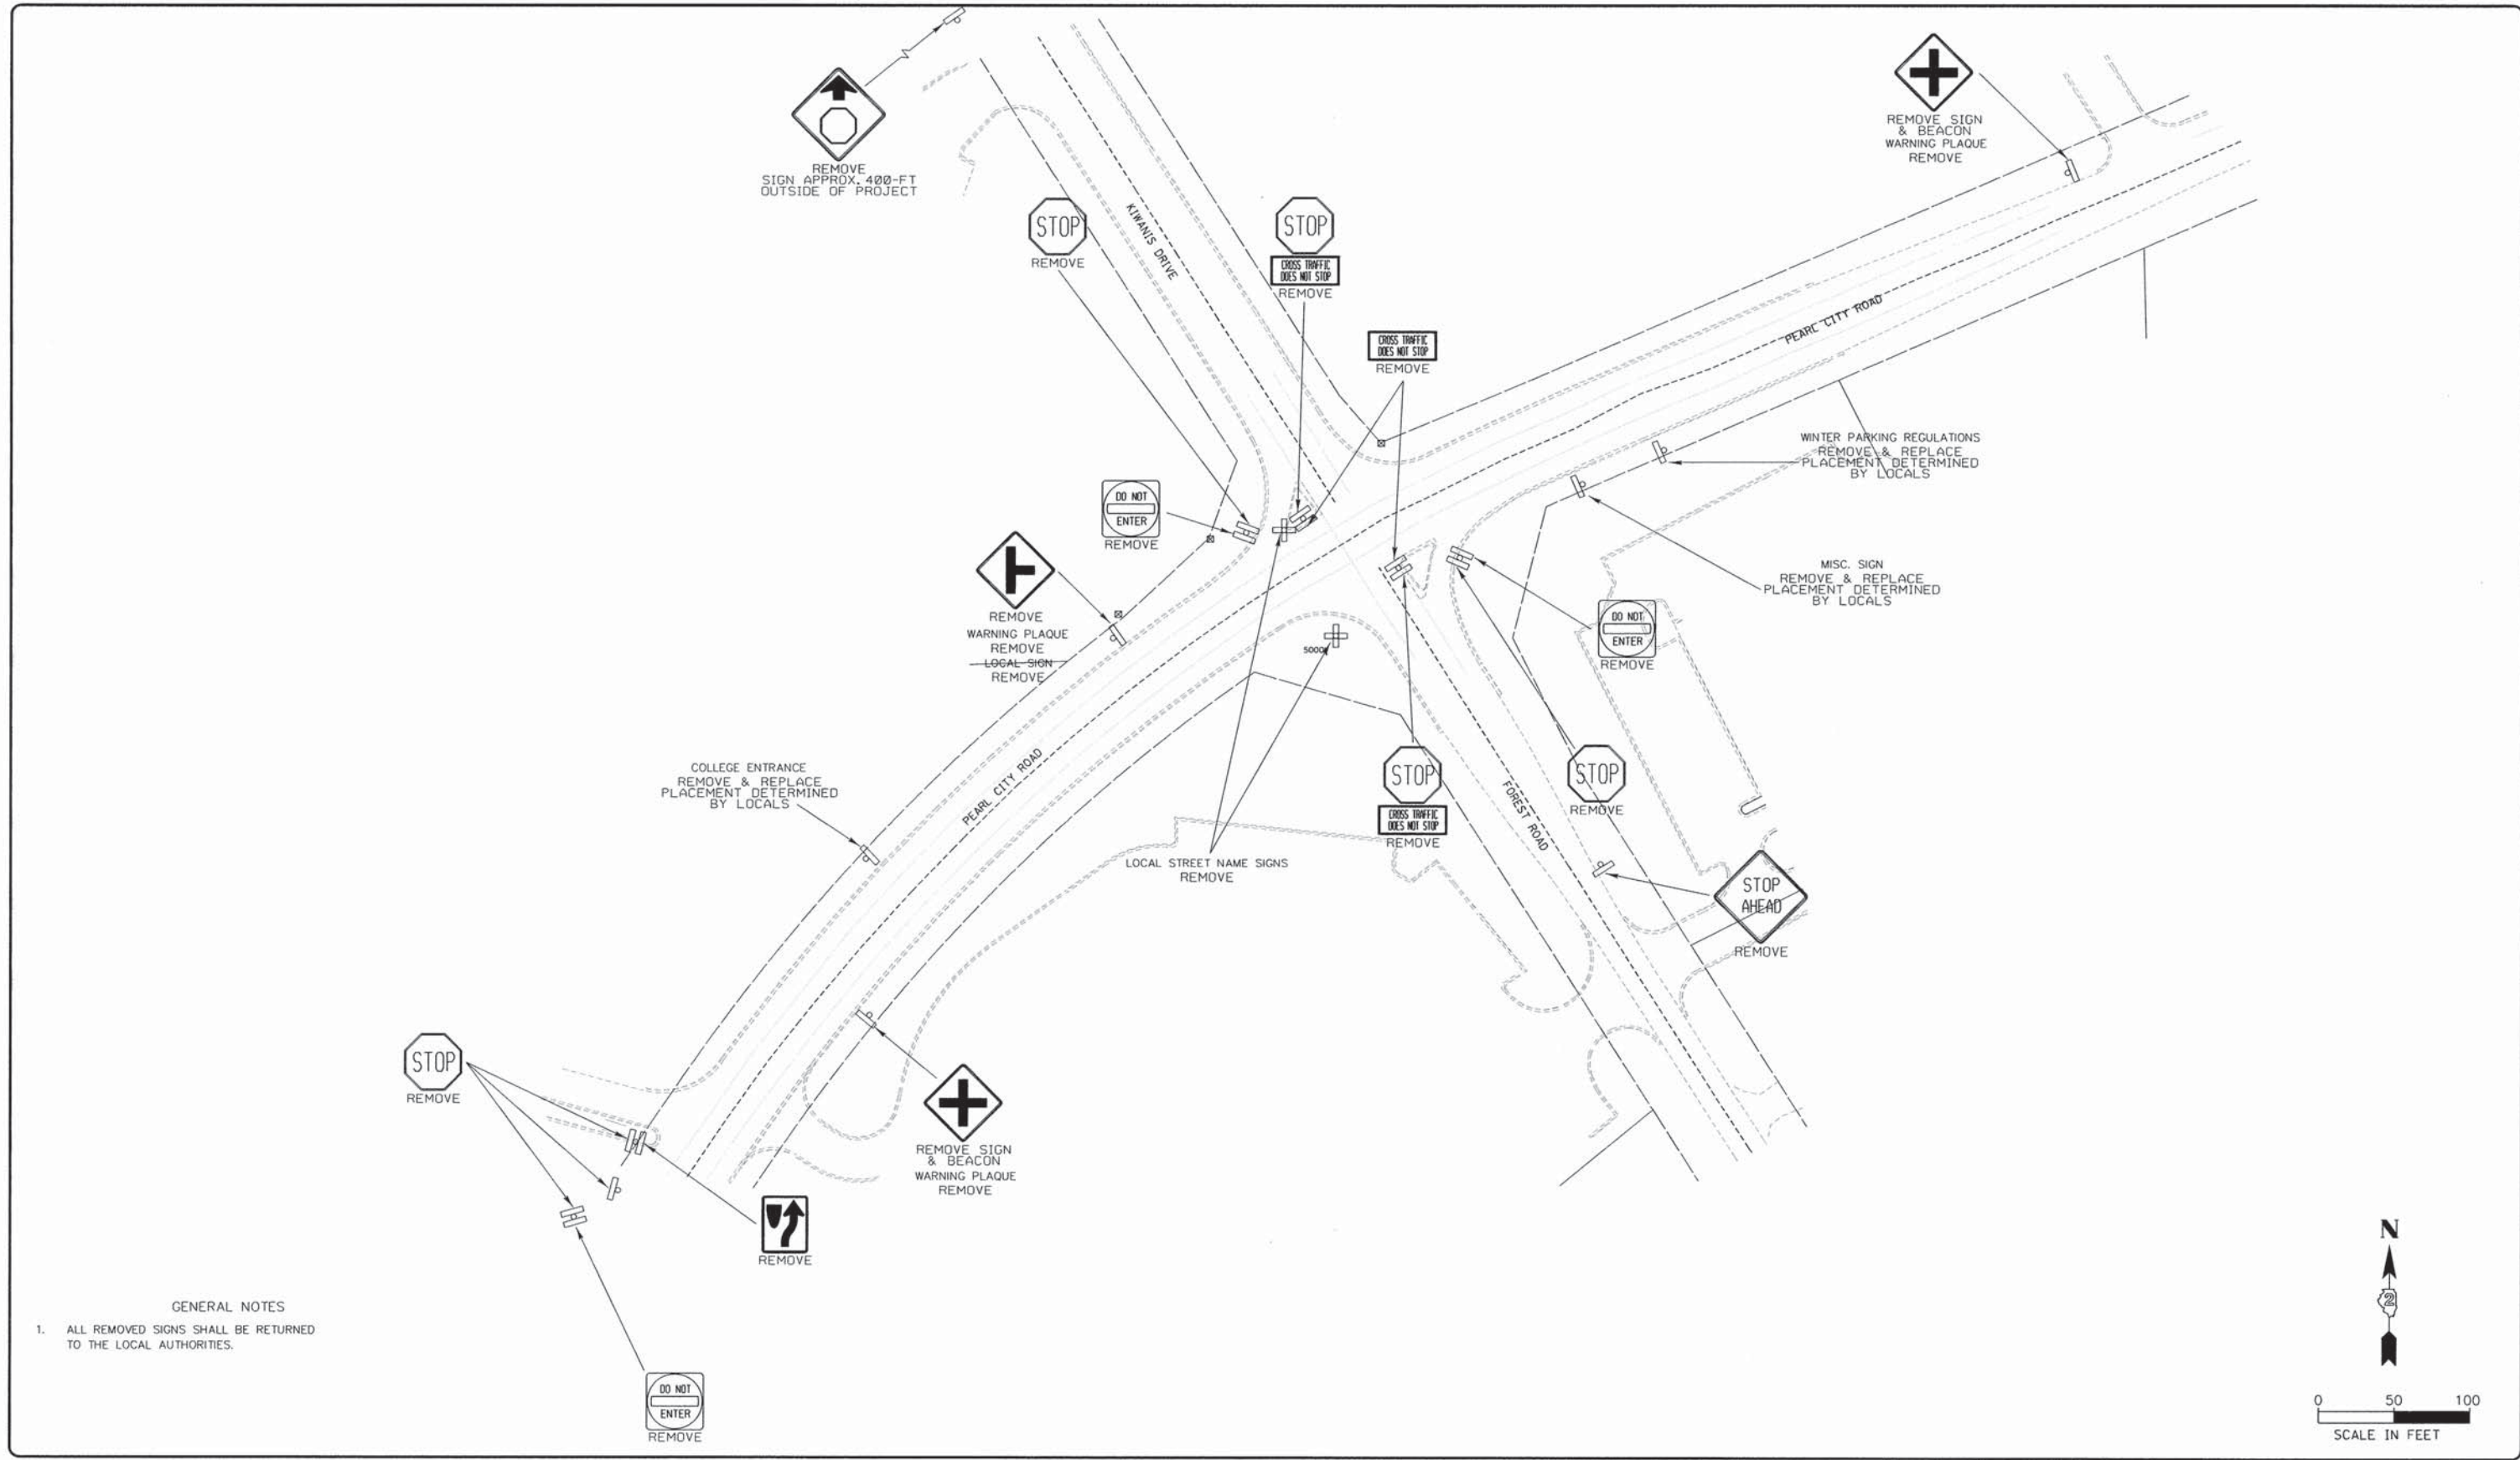 REMOVE
SIGN APPROX. 400-FT
OUTSIDE OF PROJECT
STOP
REMOVE
KIWANIS DRIVE
STOP
CROSS TRAFFIC
DOES NOT STOP
REMOVE
CROSS TRAFFIC
DOES NOT STOP
REMOVE
REMOVE SIGN
& BEACON
WARNING PLAQUE
REMOVE
PEARL CITY ROAD
WINTER PARKING REGULATIONS
REMOVE & REPLACE
PLACEMENT DETERMINED
BY LOCALS
DO NOT
ENTER
REMOVE
MISC. SIGN
REMOVE & REPLACE
PLACEMENT DETERMINED
BY LOCALS
DO NOT
ENTER
REMOVE
REMOVE
WARNING PLAQUE
REMOVE
LOCAL SIGN
REMOVE
5000
COLLEGE ENTRANCE
REMOVE & REPLACE
PLACEMENT DETERMINED
BY LOCALS
PEARL CITY ROAD
STOP
CROSS TRAFFIC
DOES NOT STOP
REMOVE
FOREST ROAD
STOP
REMOVE
LOCAL STREET NAME SIGNS
REMOVE
STOP
AHEAD
REMOVE
STOP
REMOVE
REMOVE SIGN
& BEACON
WARNING PLAQUE
REMOVE
REMOVE
GENERAL NOTES
1. ALL REMOVED SIGNS SHALL BE RETURNED
TO THE LOCAL AUTHORITIES.
DO NOT
ENTER
REMOVE
N
2
0 50 100
SCALE IN FEET